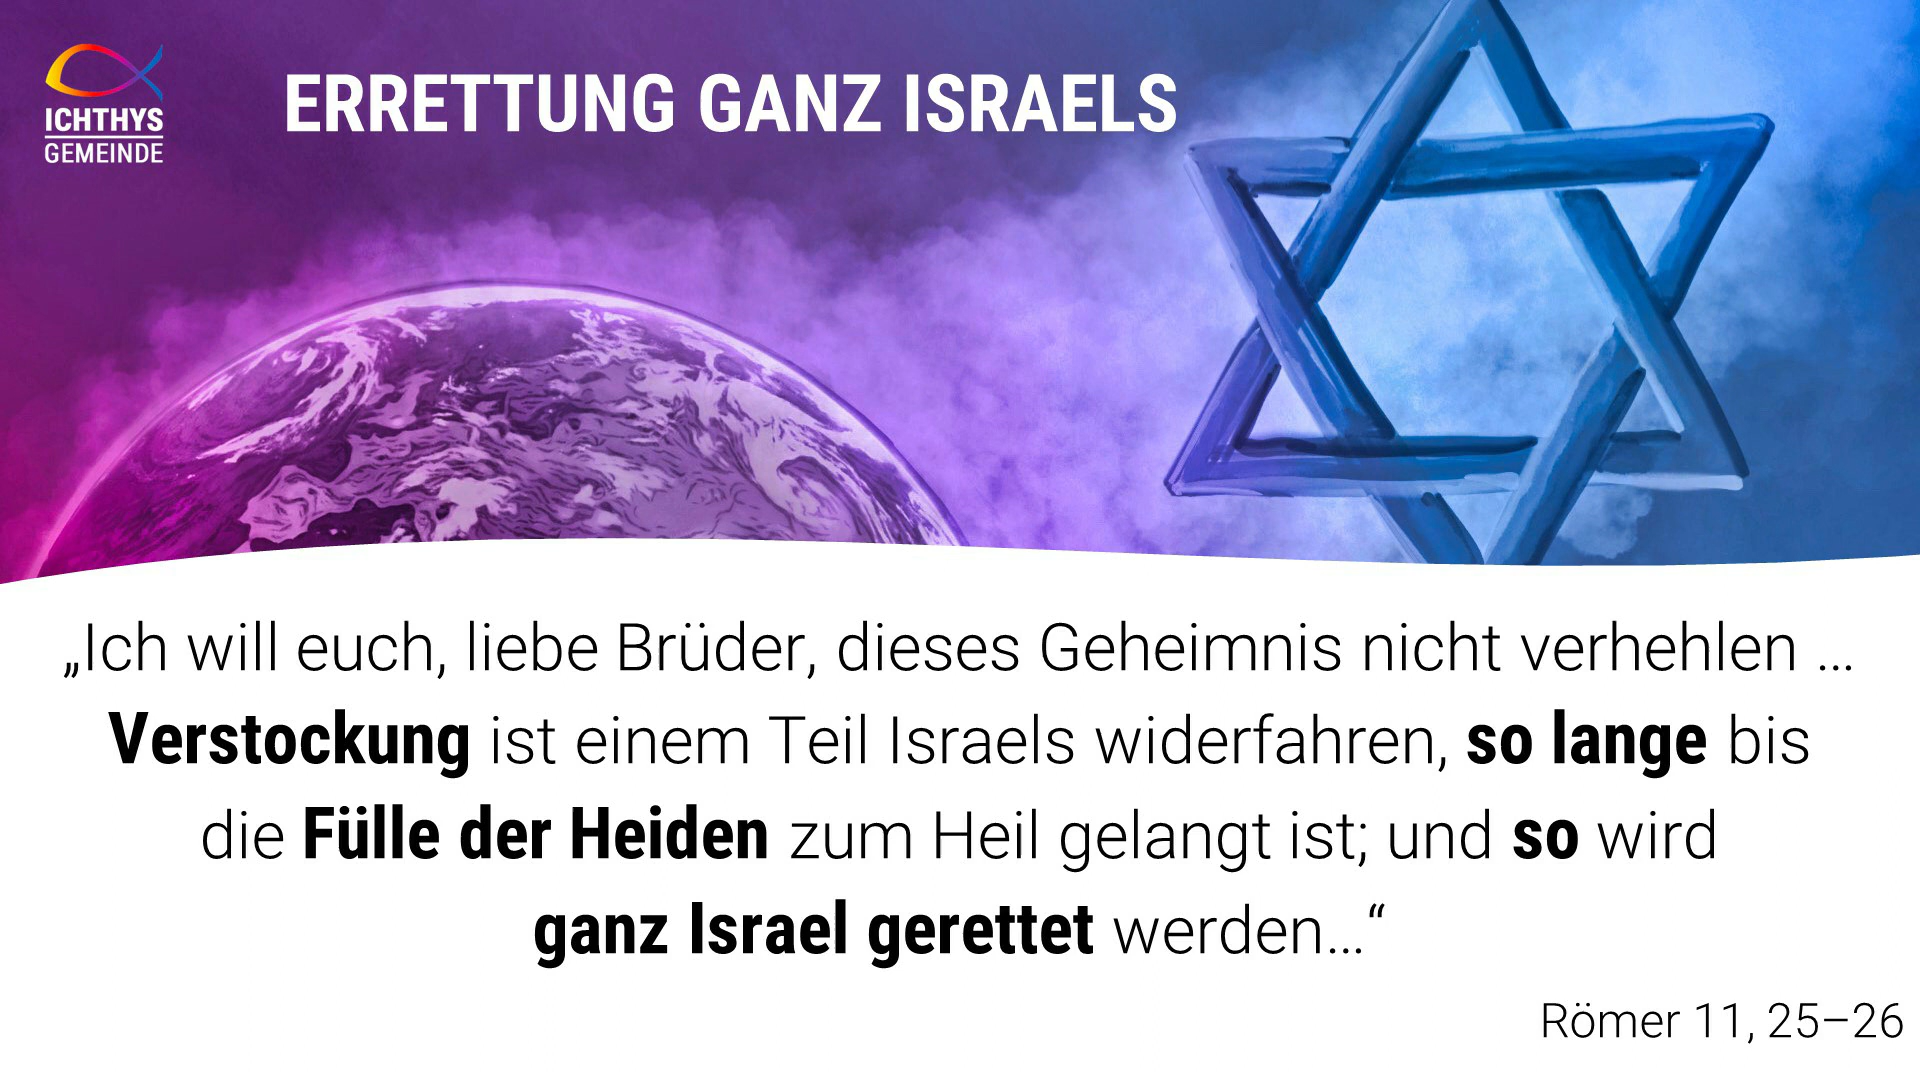 ICHTHYS
GEMEINDE
ERRETTUNG GANZ ISRAELS
„Ich will euch, liebe Brüder, dieses Geheimnis nicht verhehlen ...
Verstockung ist einem Teil Israels widerfahren, so lange bis
die Fülle der Heiden zum Heil gelangt ist; und so wird
ganz Israel gerettet werden...“
Römer 11, 25–26